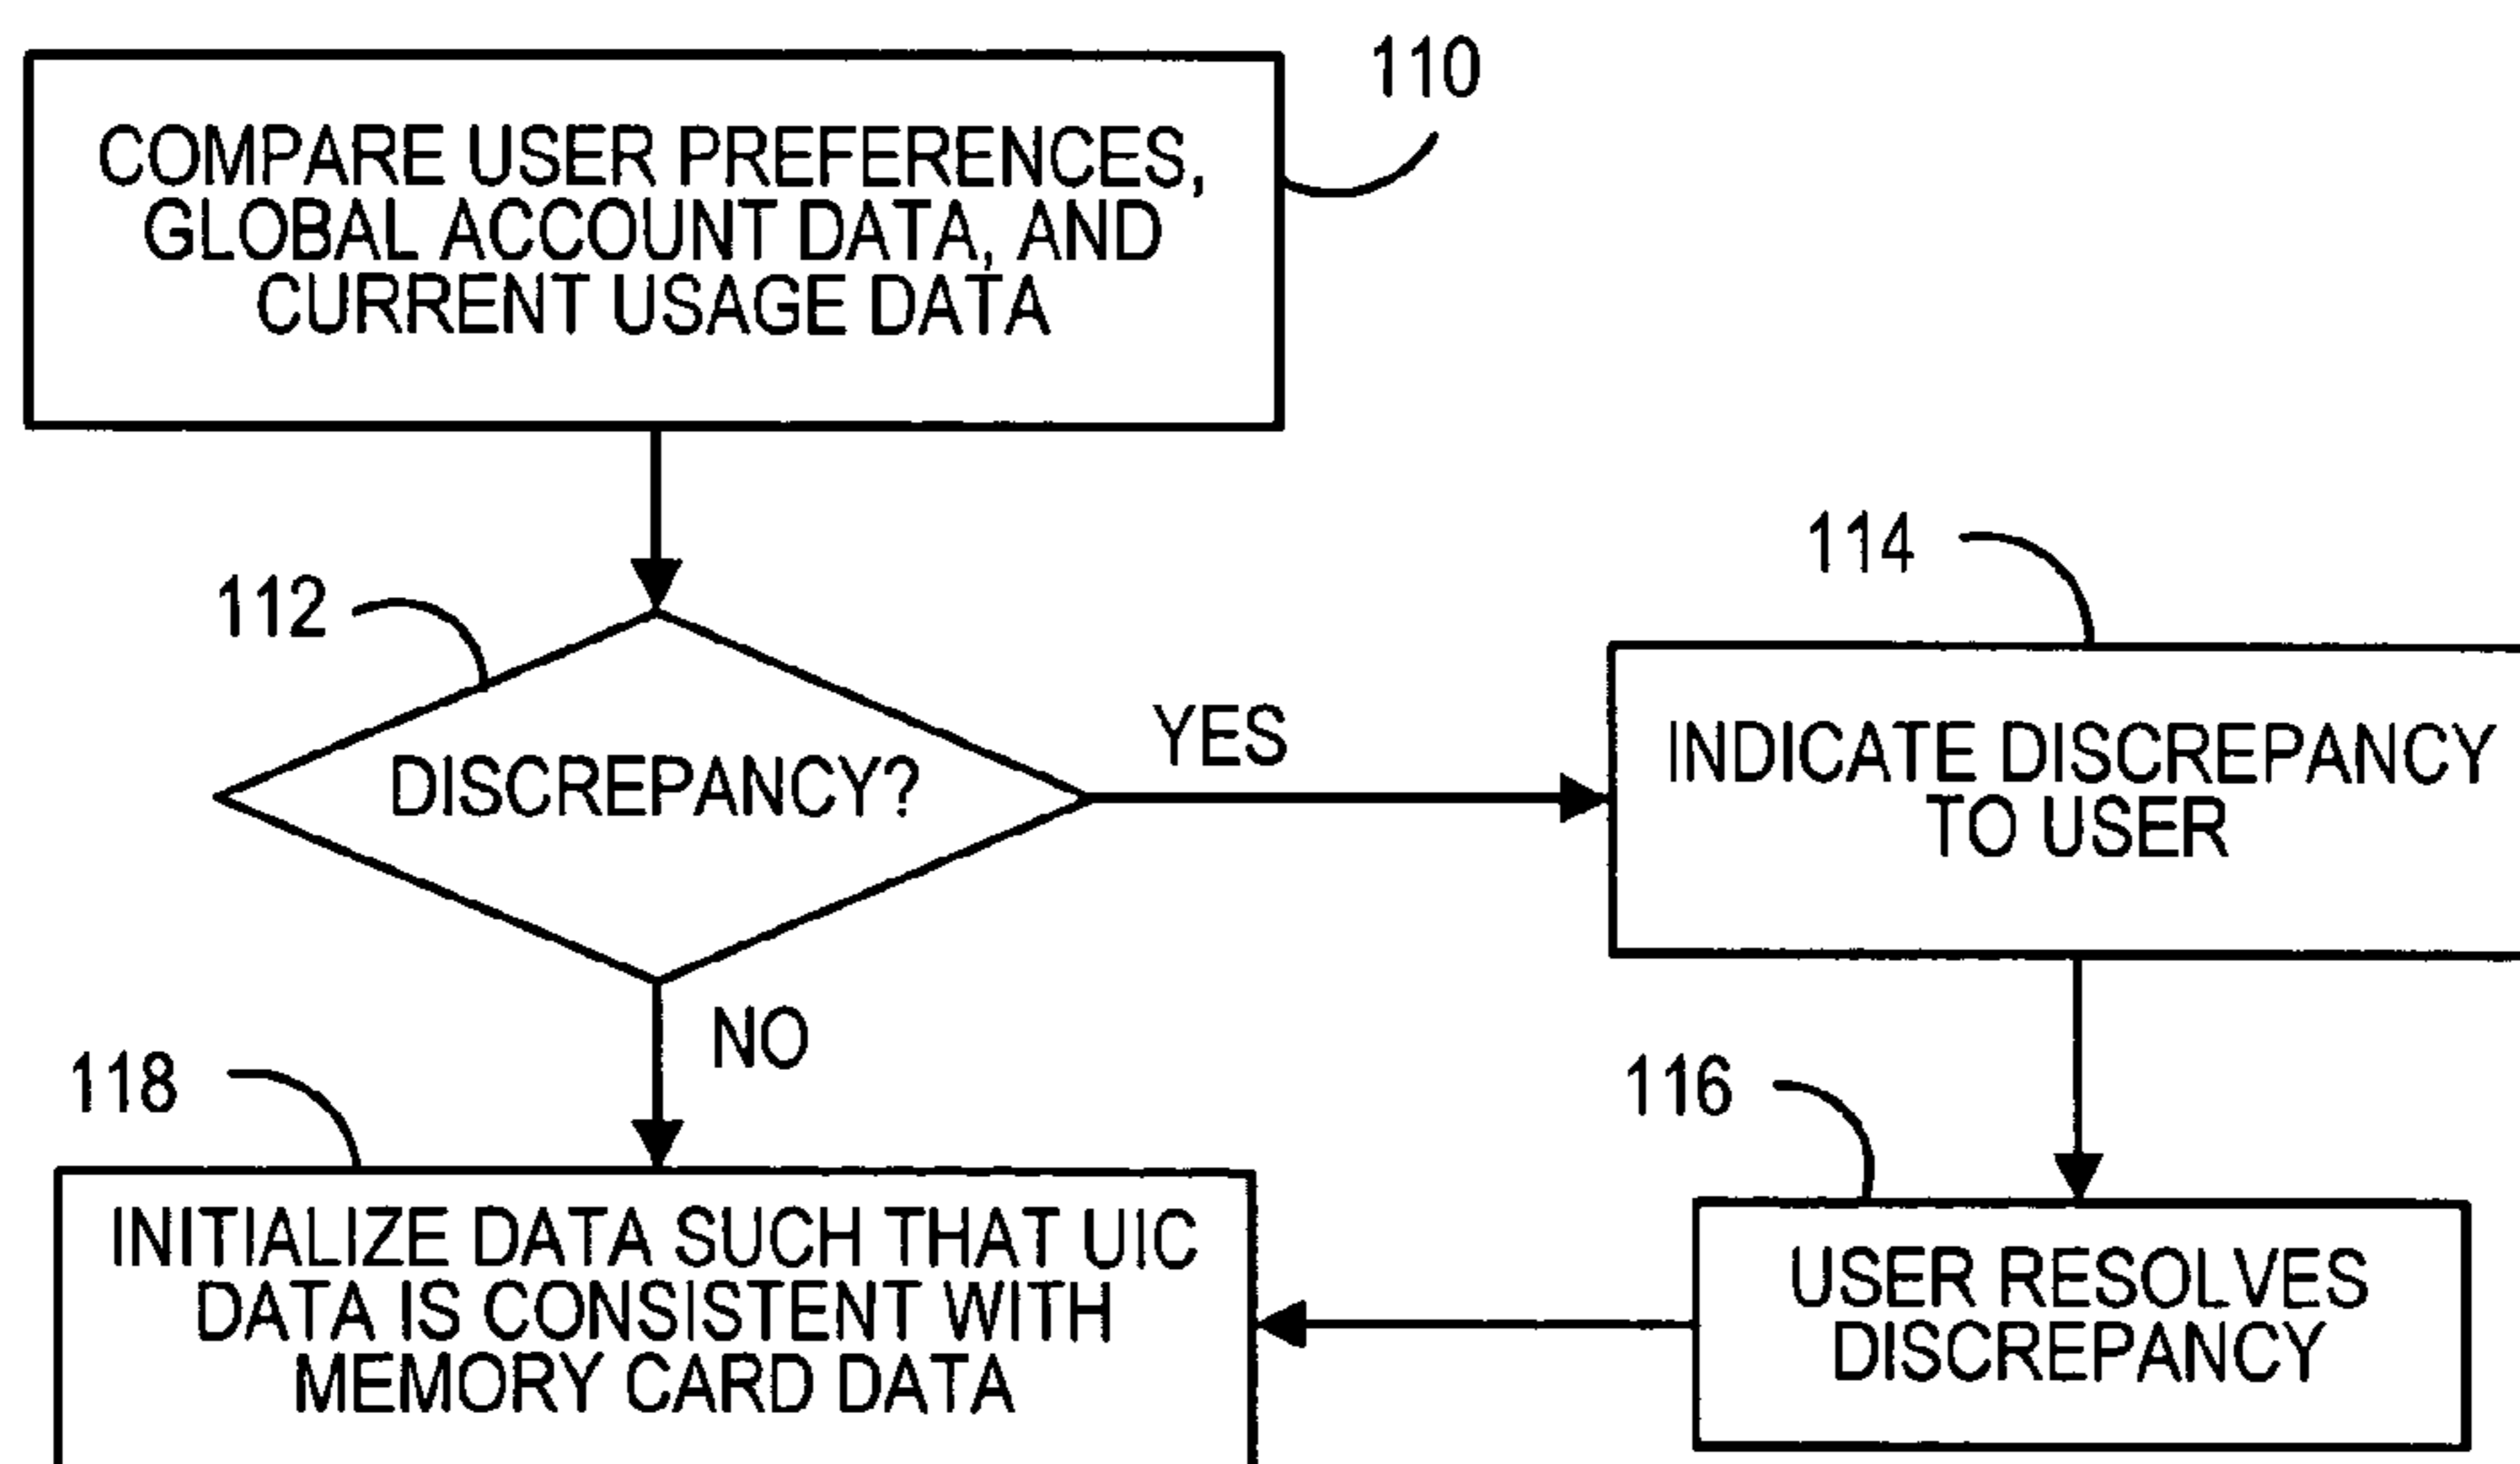 110
COMPARE USER PREFERENCES,
GLOBAL ACCOUNT DATA, AND
CURRENT USAGE DATA
112
DISCREPANCY?
YES
NO
114
INDICATE DISCREPANCY
TO USER
116
USER RESOLVES
DISCREPANCY
118
INITIALIZE DATA SUCH THAT UIC
DATA IS CONSISTENT WITH
MEMORY CARD DATA